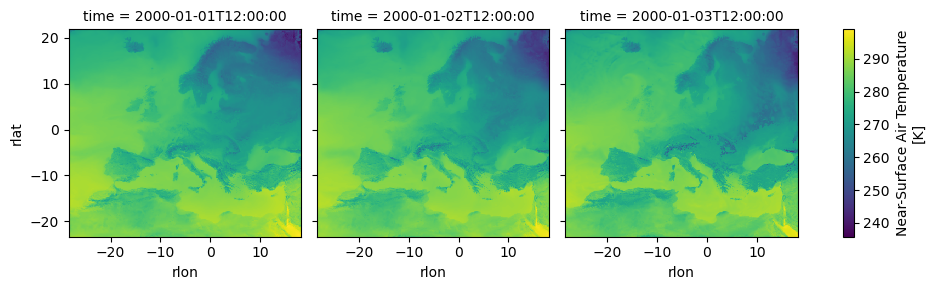 time = 2000-01-01T12:00:00
time = 2000-01-02T12:00:00
time = 2000-01-03T12:00:00
20
10
0
−10
−20
rlat
−20 −10 0 10
−20 −10 0 10
−20 −10 0 10
rlon
rlon
rlon
290
280
270
260
250
240
Near-Surface Air Temperature
[K]